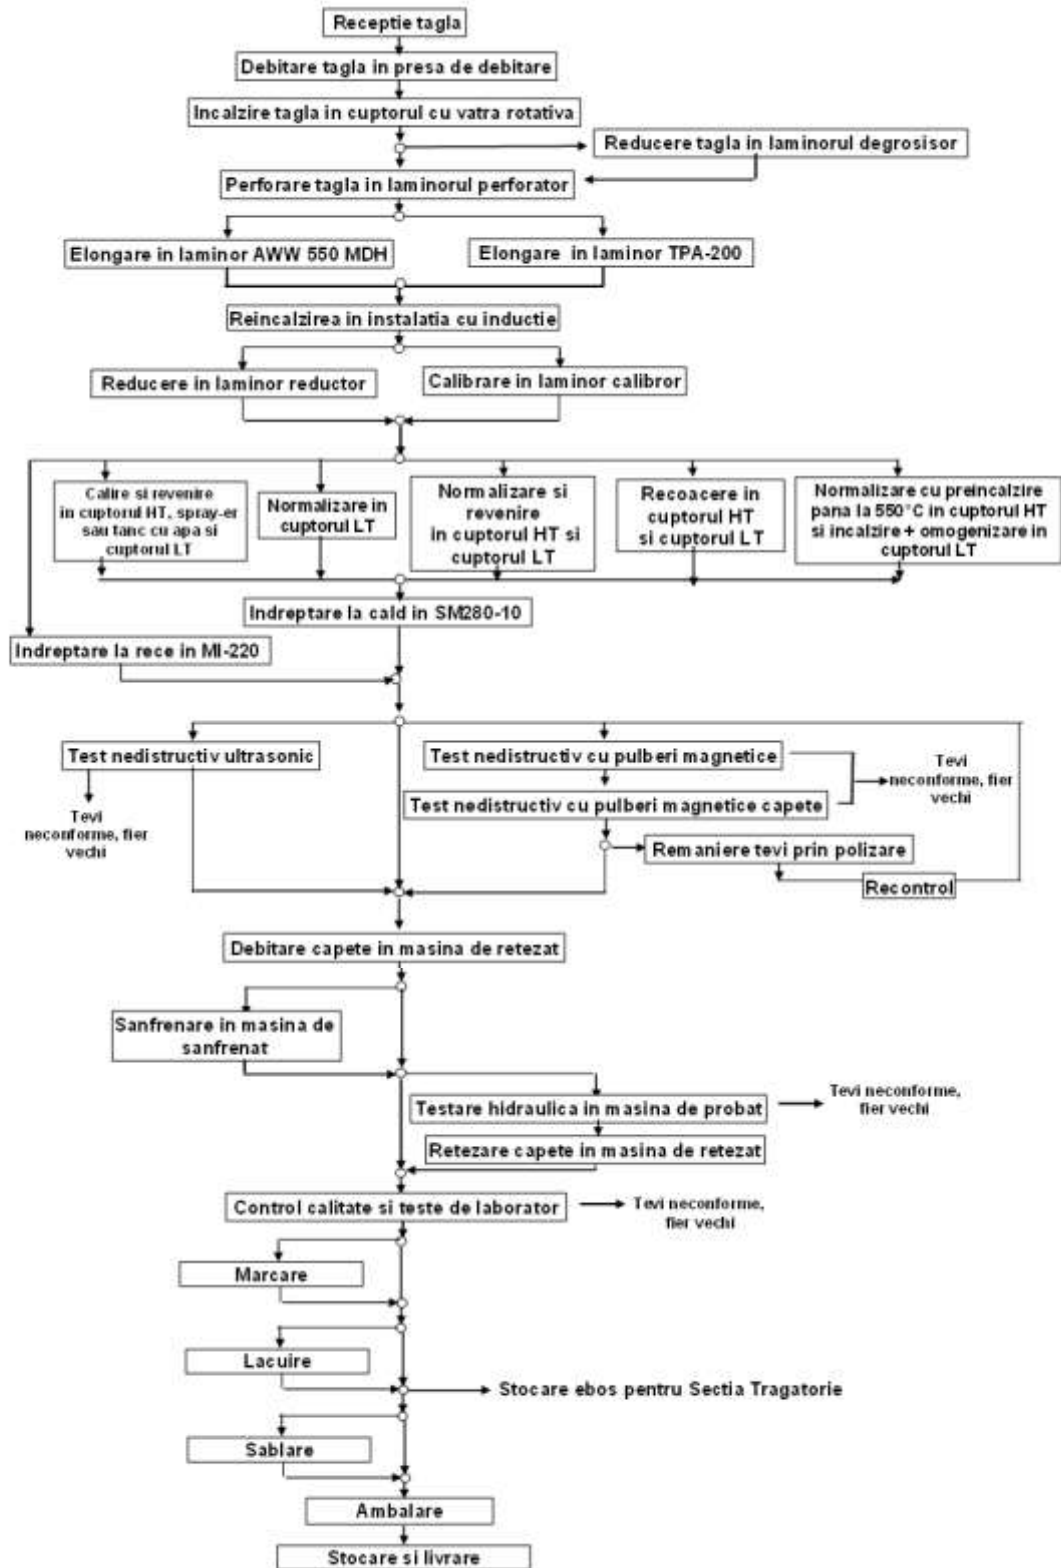 Receptie tagla
Debitare tagla in presa de debitare
Incalzire tagla in cuptorul cu vatra rotativa
Reducere tagla in laminorul degrosisor
Perforare tagla in laminorul perforator
Elongare in laminor AWW 550 MDH
Elongare in laminor TPA-200
Reincalzirea in instalatia cu inductie
Reducere in laminor reductor
Calibrare in laminor calibror
Calire si revenire
in cuptorul HT, spray-er
sau tanc cu apa si
cuptorul LT
Normalizare in
cuptorul LT
Normalizare si
revenire
in cuptorul HT si
cuptorul LT
Recoacere in
cuptorul HT
si cuptorul LT
Normalizare cu preincalzire
pana la 550°C in cuptorul HT
si incalzire + omogenizare in
cuptorul LT
Indreptare la cald in SM280-10
Indreptare la rece in MI-220
Test nedistructiv ultrasonic
Tevi
neconforme, fier
vechi
Test nedistructiv cu pulberi magnetice
Test nedistructiv cu pulberi magnetice capete
Tevi
neconforme, fier
vechi
Remaniere tevi prin polizare
Recontrol
Debitare capete in masina de retezat
Sanfrenare in masina de
sanfrenat
Testare hidraulica in masina de probat
Tevi neconforme,
fier vechi
Retezare capete in masina de retezat
Control calitate si teste de laborator
Tevi neconforme,
fier vechi
Marcare
Lacuire
Stocare ebos pentru Sectia Tragatorie
Sablare
Ambalare
Stocare si livrare